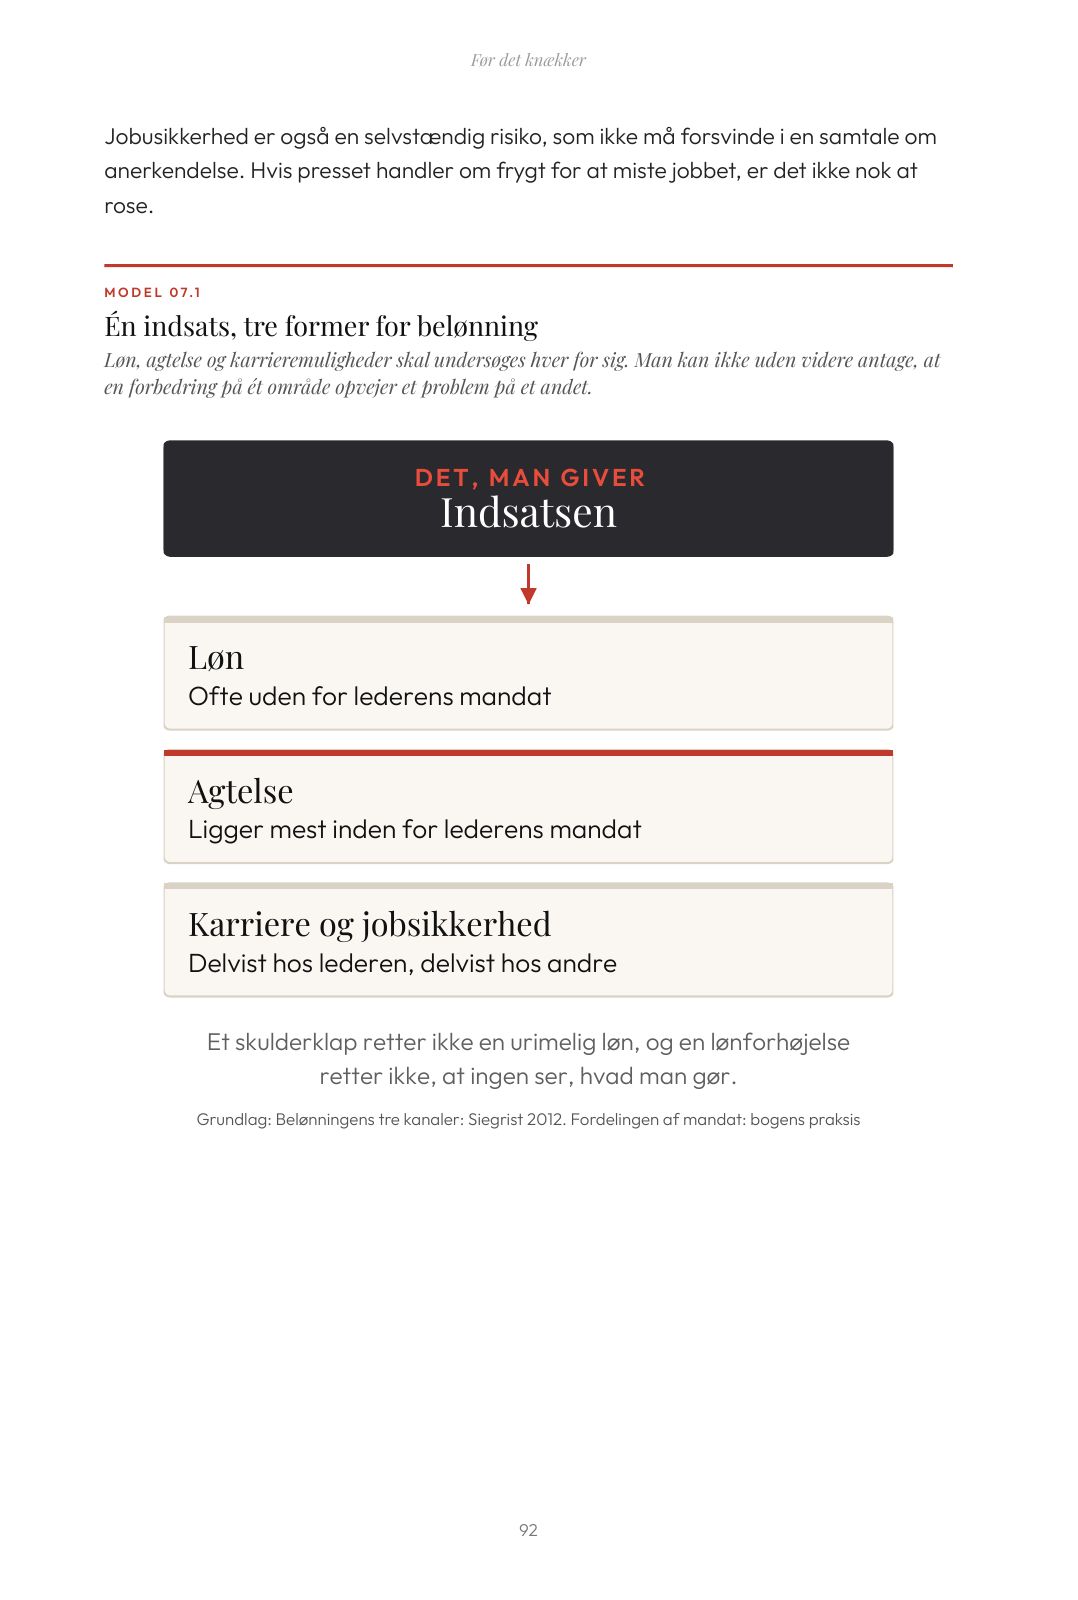 Før det knækker
Jobusikkerhed er også en selvstændig risiko, som ikke må forsvinde i en samtale om
anerkendelse. Hvis presset handler om frygt for at miste jobbet, er det ikke nok at
rose.
MODEL 07.1
Én indsats, tre former for belønning
Løn, agtelse og karrieremuligheder skal undersøges hver for sig. Man kan ikke uden videre antage, at
en forbedring på ét område opvejer et problem på et andet.
DET, MAN GIVER
Indsatsen
Løn
Ofte uden for lederens mandat
Agtelse
Ligger mest inden for lederens mandat
Karriere og jobsikkerhed
Delvist hos lederen, delvist hos andre
Et skulderklap retter ikke en urimelig løn, og en lønforhøjelse
retter ikke, at ingen ser, hvad man gør.
Grundlag: Belønningens tre kanaler: Siegrist 2012. Fordelingen af mandat: bogens praksis
92